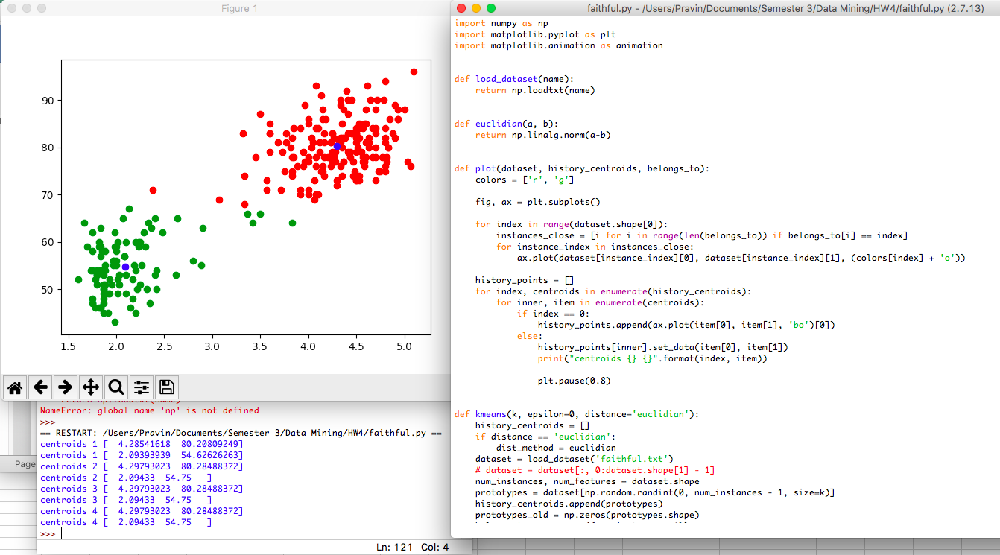 Figure 1
90
80
70
60
50
1.5 2.0 2.5 3.0 3.5 4.0 4.5 5.0
return np.loadtxt(name)
NameError: global name 'np' is not defined
>>>
== RESTART: /Users/Pravin/Documents/Semester 3/Data Mining/HW4/faithful.py ==
centroids 1 [  4.28541618  80.20809249]
centroids 1 [  2.09393939  54.62626263]
centroids 2 [  4.29793023  80.28488372]
centroids 2 [  2.09433  54.75   ]
centroids 3 [  4.29793023  80.28488372]
centroids 3 [  2.09433  54.75   ]
centroids 4 [  4.29793023  80.28488372]
centroids 4 [  2.09433  54.75   ]
>>>
Ln: 121 Col: 4
Page
faithful.py - /Users/Pravin/Documents/Semester 3/Data Mining/HW4/faithful.py (2.7.13)
import numpy as np
import matplotlib.pyplot as plt
import matplotlib.animation as animation
def load_dataset(name):
    return np.loadtxt(name)
def euclidian(a, b):
    return np.linalg.norm(a-b)
def plot(dataset, history_centroids, belongs_to):
    colors = ['r', 'g']
    fig, ax = plt.subplots()
    for index in range(dataset.shape[0]):
        instances_close = [i for i in range(len(belongs_to)) if belongs_to[i] == index]
        for instance_index in instances_close:
            ax.plot(dataset[instance_index][0], dataset[instance_index][1], (colors[index] + 'o'))
    history_points = []
    for index, centroids in enumerate(history_centroids):
        for inner, item in enumerate(centroids):
            if index == 0:
                history_points.append(ax.plot(item[0], item[1], 'bo')[0])
            else:
                history_points[inner].set_data(item[0], item[1])
                print("centroids {} {}".format(index, item))
                plt.pause(0.8)
def kmeans(k, epsilon=0, distance='euclidian'):
    history_centroids = []
    if distance == 'euclidian':
        dist_method = euclidian
    dataset = load_dataset('faithful.txt')
    # dataset = dataset[:, 0:dataset.shape[1] - 1]
    num_instances, num_features = dataset.shape
    prototypes = dataset[np.random.randint(0, num_instances - 1, size=k)]
    history_centroids.append(prototypes)
    prototypes_old = np.zeros(prototypes.shape)